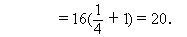 = 16(1/4 + 1) = 20.